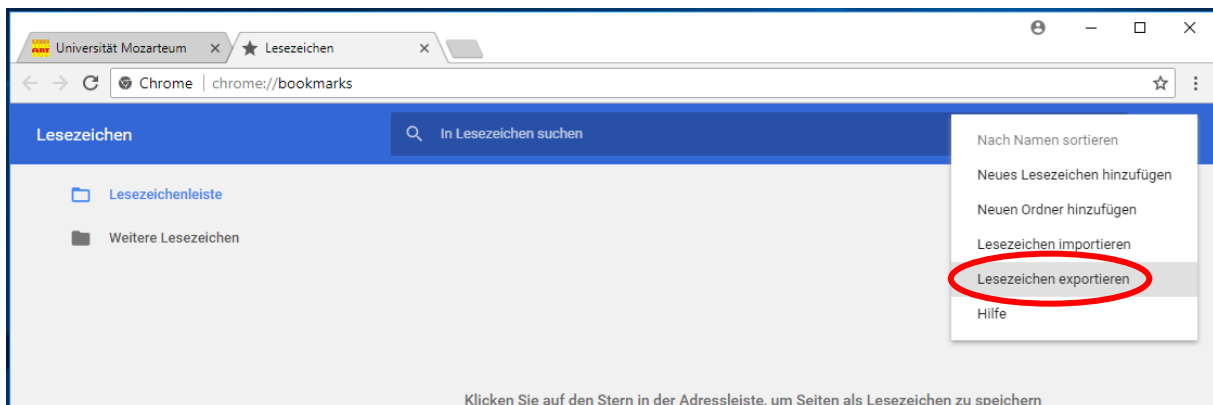 Universität Mozarteum
Lesezeichen
Chrome | chrome://bookmarks
Lesezeichen
In Lesezeichen suchen
Nach Namen sortieren
Neues Lesezeichen hinzufügen
Neuen Ordner hinzufügen
Lesezeichen importieren
Lesezeichen exportieren
Hilfe
Lesezeichenleiste
Weitere Lesezeichen
Klicken Sie auf den Stern in der Adressleiste, um Seiten als Lesezeichen zu speichern